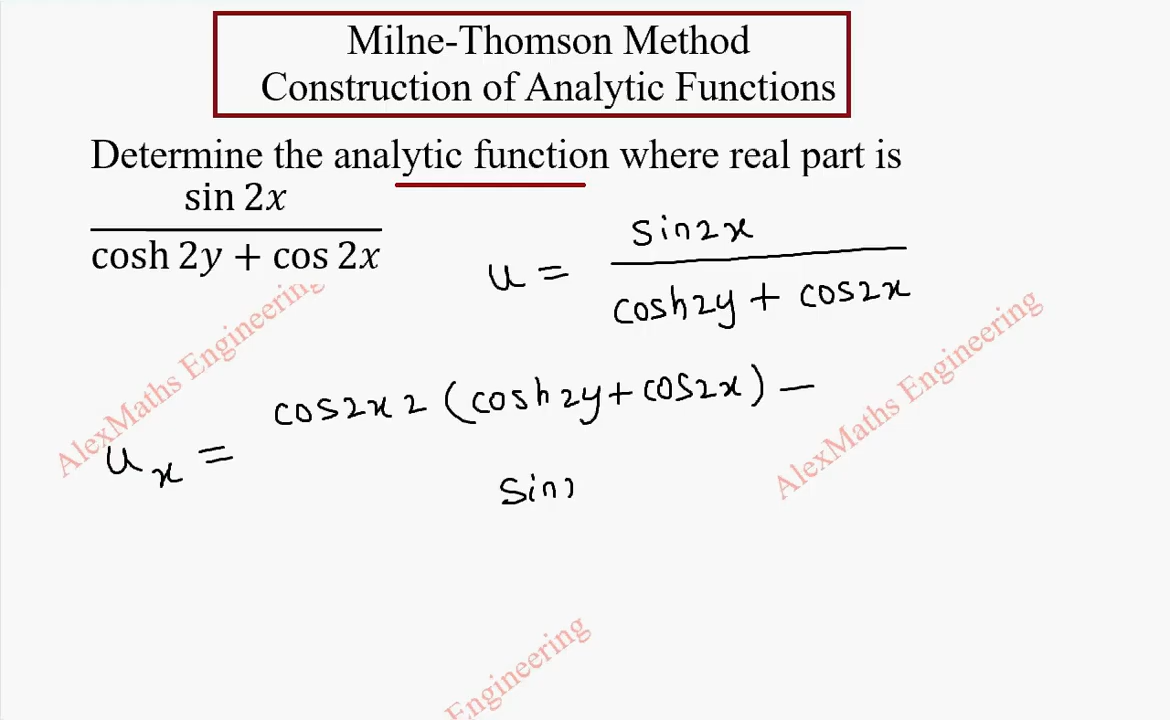 Milne-Thomson Method
Construction of Analytic Functions
Determine the analytic function where real part is
sin 2x
cosh 2y + cos 2x
u = sin2x
cosh2y + cos2x
AlexMaths Engineering
AlexMaths Engineering
cos2x 2 (cosh2y + cos2x) −
u x =
sin
Engineering